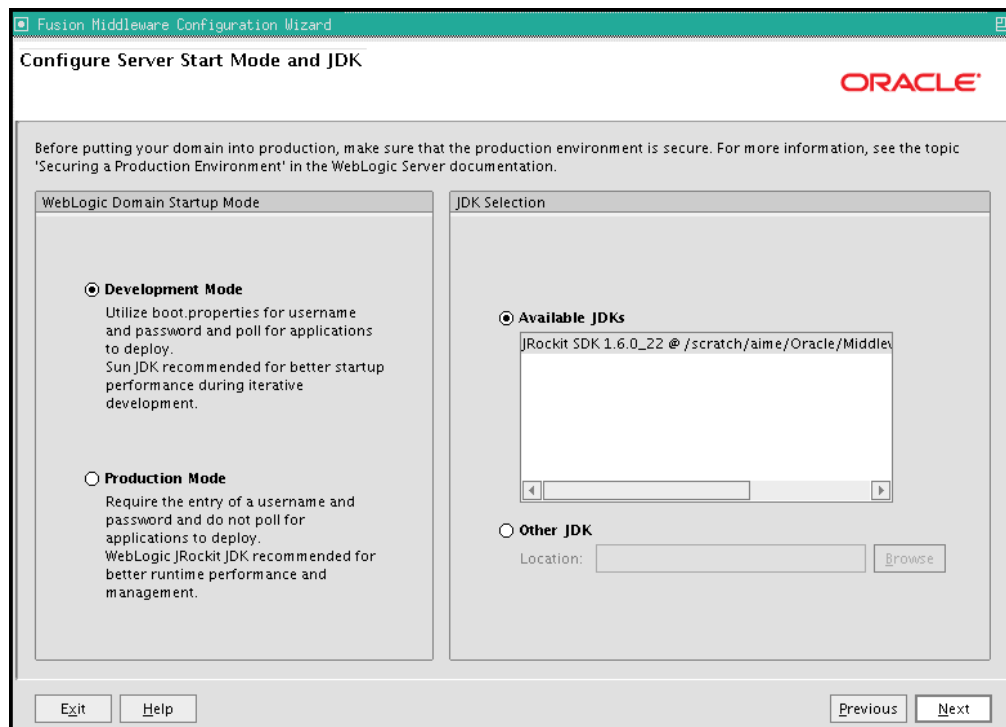 Fusion Middleware Configuration Wizard
Configure Server Start Mode and JDK
ORACLE
Before putting your domain into production, make sure that the production environment is secure. For more information, see the topic
'Securing a Production Environment' in the WebLogic Server documentation.
WebLogic Domain Startup Mode
Development Mode
Utilize boot.properties for username
and password and poll for applications
to deploy.
Sun JDK recommended for better startup
performance during iterative
development.
Production Mode
Require the entry of a username and
password and do not poll for
applications to deploy.
WebLogic JRockit JDK recommended for
better runtime performance and
management.
JDK Selection
Available JDKs
JRockit SDK 1.6.0_22 @ /scratch/aime/Oracle/Middlew
Other JDK
Location:
Browse
Exit
Help
Previous
Next